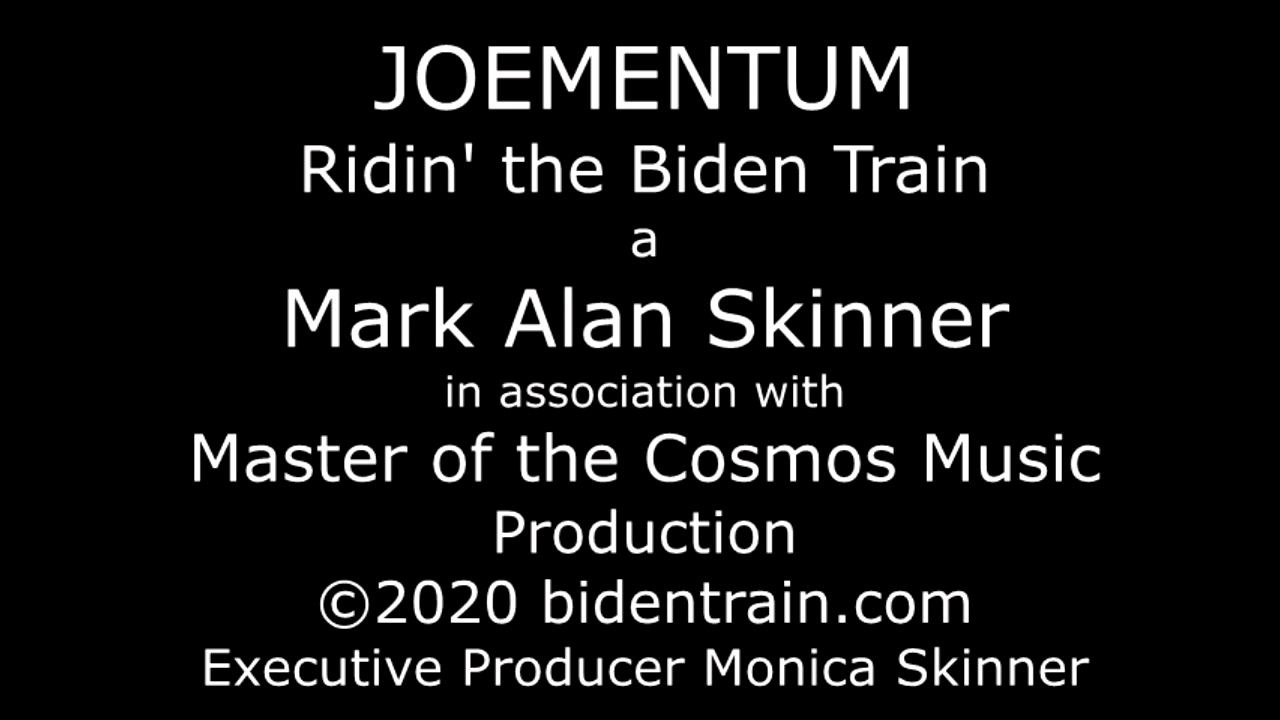 JOEMENTUM
Ridin' the Biden Train
a
Mark Alan Skinner
in association with
Master of the Cosmos Music
Production
©2020 bidentrain.com
Executive Producer Monica Skinner